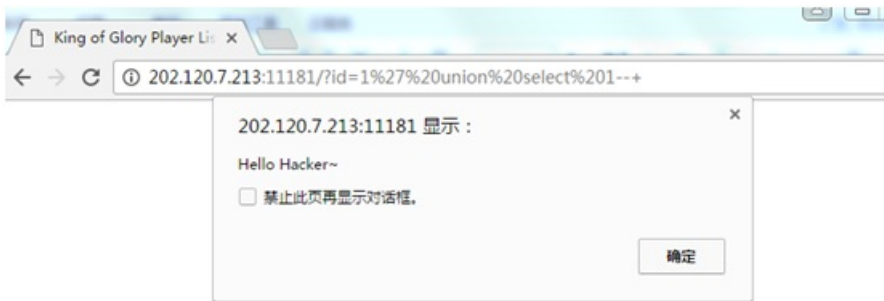 King of Glory Player Lis
202.120.7.213:11181/?id=1%27%20union%20select%201--+
202.120.7.213:11181 显示：
Hello Hacker~
禁止此页再显示对话框。
确定